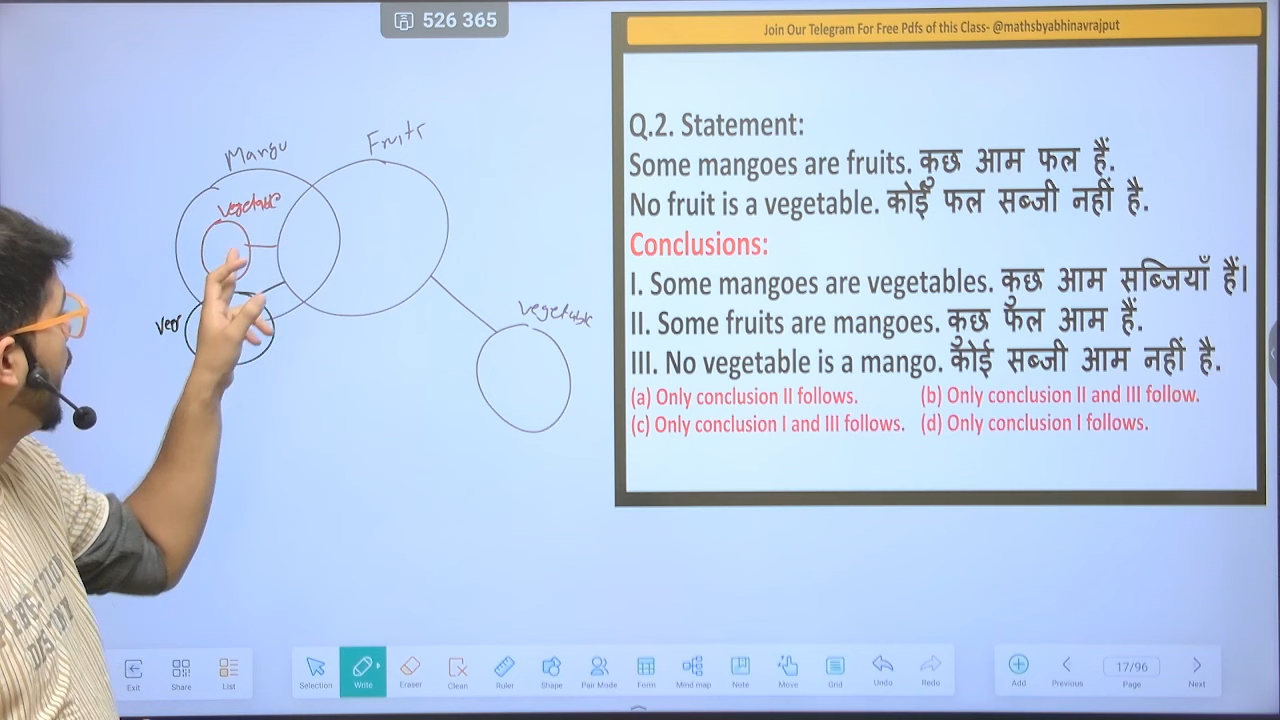 526 365
Join Our Telegram For Free Pdfs of this Class- @mathsbyabhinavrajput
Q.2. Statement:
Some mangoes are fruits. कुछ आम फल हैं.
No fruit is a vegetable. कोई फल सब्जी नहीं है.
Conclusions:
I. Some mangoes are vegetables. कुछ आम सब्जियाँ हैं।
II. Some fruits are mangoes. कुछ फल आम हैं.
III. No vegetable is a mango. कोई सब्जी आम नहीं है.
(a) Only conclusion II follows. (b) Only conclusion II and III follow.
(c) Only conclusion I and III follows. (d) Only conclusion I follows.
Mango
Fruits
vegetable
vegetable
Exit Share List Selection Write Eraser Clean Ruler Shape Pair Mode Form Mind map Note Move Grid Undo Redo Add Previous Page Next
17/96